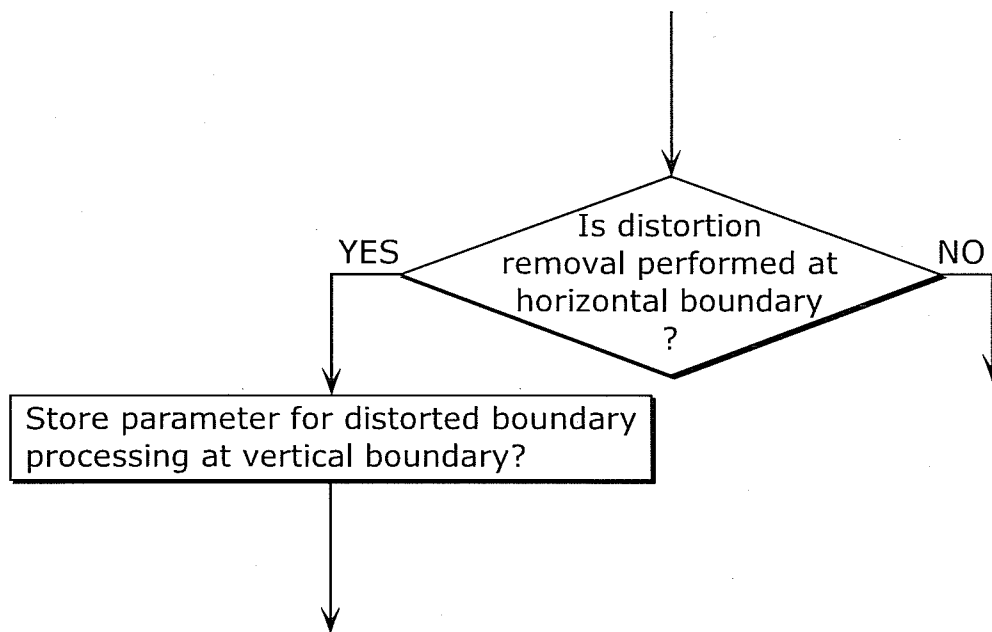 Is distortion
YES
removal performed at
NO
horizontal boundary
?
Store parameter for distorted boundary
processing at vertical boundary?